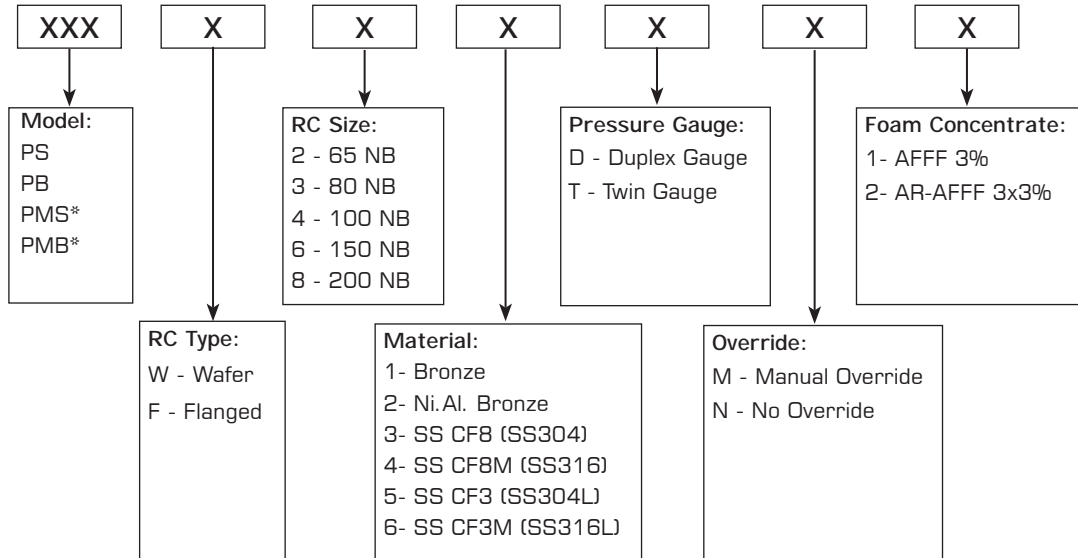 XXX X X X X X X
Model:
PS
PB
PMS*
PMB*
RC Type:
W - Wafer
F - Flanged
RC Size:
2 - 65 NB
3 - 80 NB
4 - 100 NB
6 - 150 NB
8 - 200 NB
Material:
1- Bronze
2- Ni.Al. Bronze
3- SS CF8 (SS304)
4- SS CF8M (SS316)
5- SS CF3 (SS304L)
6- SS CF3M (SS316L)
Pressure Gauge:
D - Duplex Gauge
T - Twin Gauge
Override:
M - Manual Override
N - No Override
Foam Concentrate:
1- AFFF 3%
2- AR-AFFF 3x3%